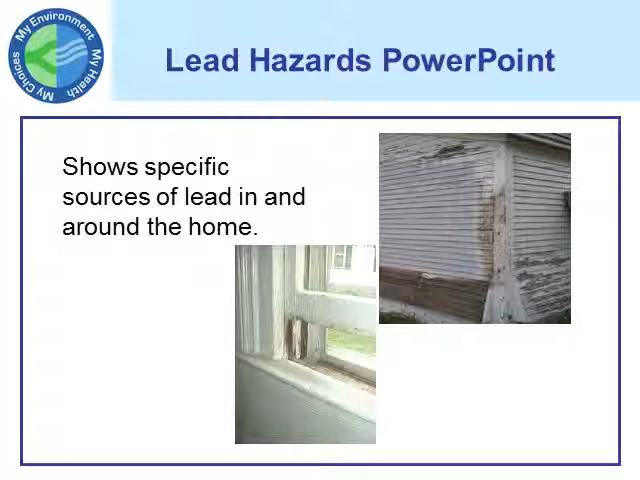 My Environment
My Health
My Choices
Lead Hazards PowerPoint
Shows specific
sources of lead in and
around the home.